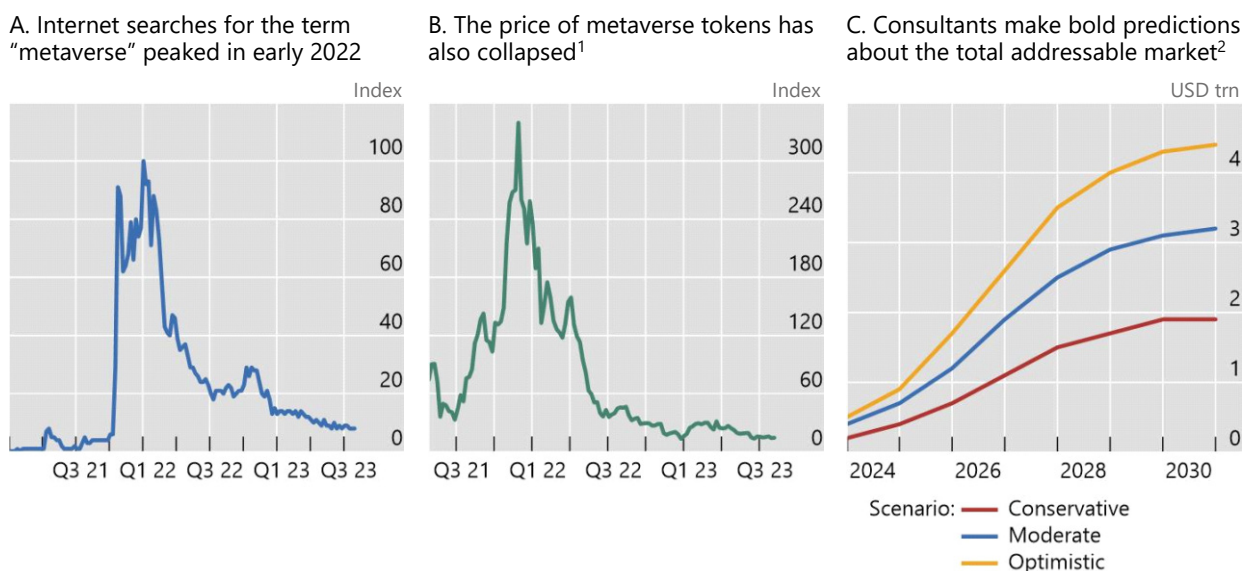 A. Internet searches for the term
“metaverse” peaked in early 2022
Index
100
80
60
40
20
0
Q3 21 Q1 22 Q3 22 Q1 23 Q3 23
B. The price of metaverse tokens has
also collapsed1
Index
300
240
180
120
60
0
Q3 21 Q1 22 Q3 22 Q1 23 Q3 23
C. Consultants make bold predictions
about the total addressable market2
USD trn
4
3
2
1
0
2024 2026 2028 2030
Scenario: Conservative
Moderate
Optimistic